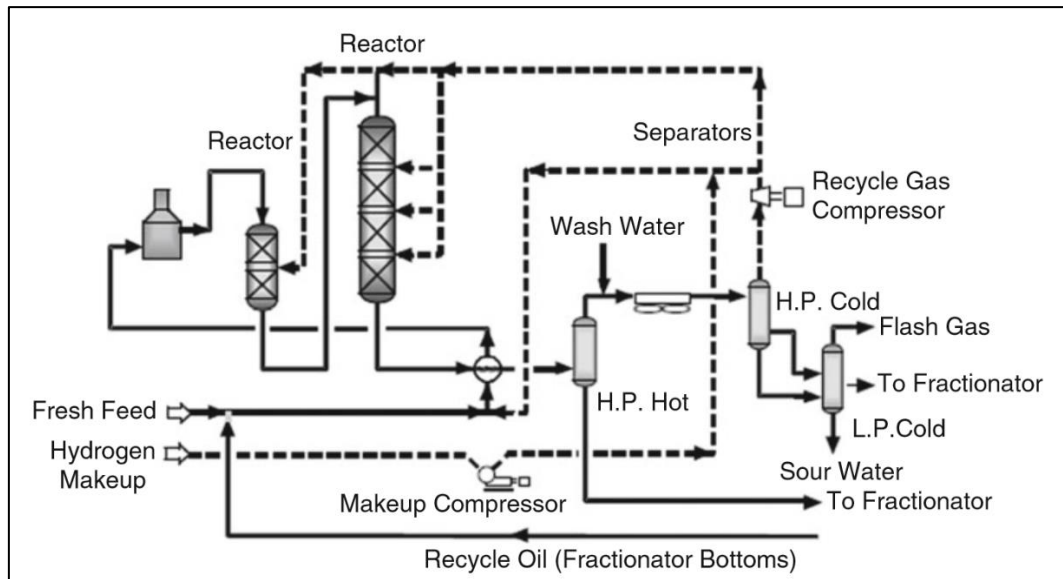 Reactor
Reactor
Separators
Recycle Gas
Compressor
Wash Water
H.P. Cold
Flash Gas
To Fractionator
H.P. Hot
L.P.Cold
Fresh Feed
Hydrogen
Makeup
Sour Water
Makeup Compressor
To Fractionator
Recycle Oil (Fractionator Bottoms)